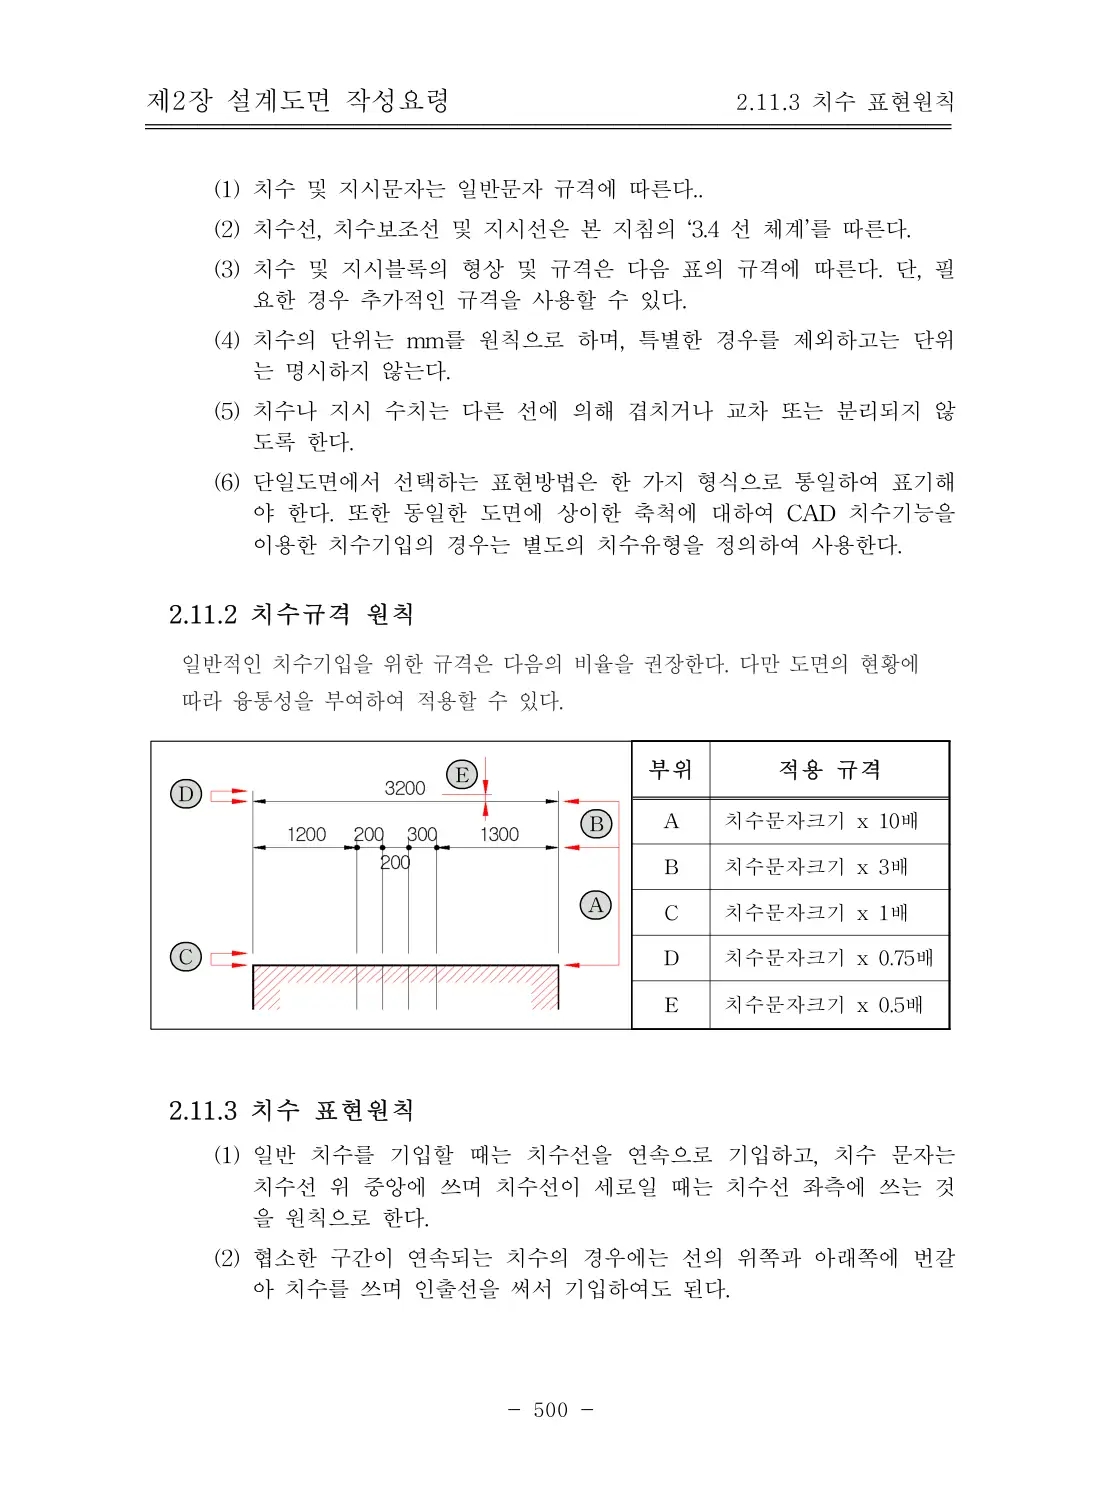 제2장 설계도면 작성요령
2.11.3 치수 표현원칙
(1) 치수 및 지시문자는 일반문자 규격에 따른다..
(2) 치수선, 치수보조선 및 지시선은 본 지침의 ‘3.4 선 체계’를 따른다.
(3) 치수 및 지시블록의 형상 및 규격은 다음 표의 규격에 따른다. 단, 필
요한 경우 추가적인 규격을 사용할 수 있다.
(4) 치수의 단위는 mm를 원칙으로 하며, 특별한 경우를 제외하고는 단위
는 명시하지 않는다.
(5) 치수나 지시 수치는 다른 선에 의해 겹치거나 교차 또는 분리되지 않
도록 한다.
(6) 단일도면에서 선택하는 표현방법은 한 가지 형식으로 통일하여 표기해
야 한다. 또한 동일한 도면에 상이한 축척에 대하여 CAD 치수기능을
이용한 치수기입의 경우는 별도의 치수유형을 정의하여 사용한다.
2.11.2 치수규격 원칙
일반적인 치수기입을 위한 규격은 다음의 비율을 권장한다. 다만 도면의 현황에
따라 융통성을 부여하여 적용할 수 있다.
D
3200
E
1200 200 300 1300
200
B
A
C
부위 적용 규격
A 치수문자크기 x 10배
B 치수문자크기 x 3배
C 치수문자크기 x 1배
D 치수문자크기 x 0.75배
E 치수문자크기 x 0.5배
2.11.3 치수 표현원칙
(1) 일반 치수를 기입할 때는 치수선을 연속으로 기입하고, 치수 문자는
치수선 위 중앙에 쓰며 치수선이 세로일 때는 치수선 좌측에 쓰는 것
을 원칙으로 한다.
(2) 협소한 구간이 연속되는 치수의 경우에는 선의 위쪽과 아래쪽에 번갈
아 치수를 쓰며 인출선을 써서 기입하여도 된다.
- 500 -